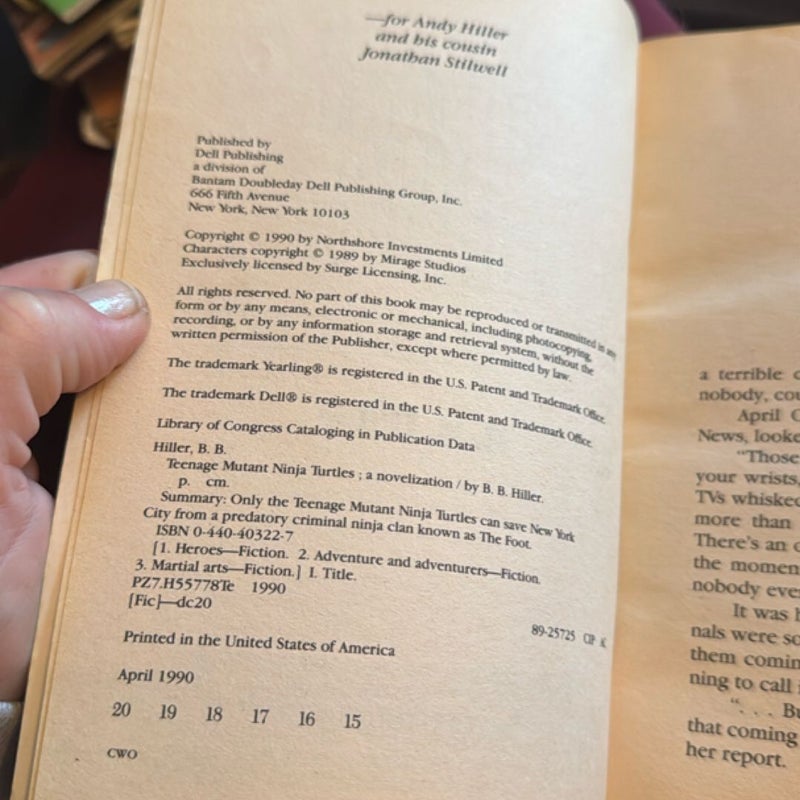 —for Andy Hiller
and his cousin
Jonathan Stilwell
Published by
Dell Publishing
a division of
Bantam Doubleday Dell Publishing Group, Inc.
666 Fifth Avenue
New York, New York 10103
Copyright © 1990 by Northshore Investments Limited
Characters copyright © 1989 by Mirage Studios
Exclusively licensed by Surge Licensing, Inc.
All rights reserved. No part of this book may be reproduced or transmitted in any
form or by any means, electronic or mechanical, including photocopying,
recording, or by any information storage and retrieval system, without the
written permission of the Publisher, except where permitted by law.
The trademark Yearling® is registered in the U.S. Patent and Trademark Office.
The trademark Dell® is registered in the U.S. Patent and Trademark Office.
Library of Congress Cataloging in Publication Data
Hiller, B. B.
Teenage Mutant Ninja Turtles ; a novelization / by B. B. Hiller.
p. cm.
Summary: Only the Teenage Mutant Ninja Turtles can save New York
City from a predatory criminal ninja clan known as The Foot.
ISBN 0-440-40322-7
[1. Heroes—Fiction. 2. Adventure and adventurers—Fiction.
3. Martial arts—Fiction.] I. Title.
PZ7.H55778Te 1990
[Fic]—dc20
89-25725 CIP K
Printed in the United States of America
April 1990
20 19 18 17 16 15
CWO
a terrible
nobody,
April
News,
"Those
your wrists,
TVs whisked
more than
There's an
the
nobody
It was
were
them
ning to call
". . .
that coming
her report.